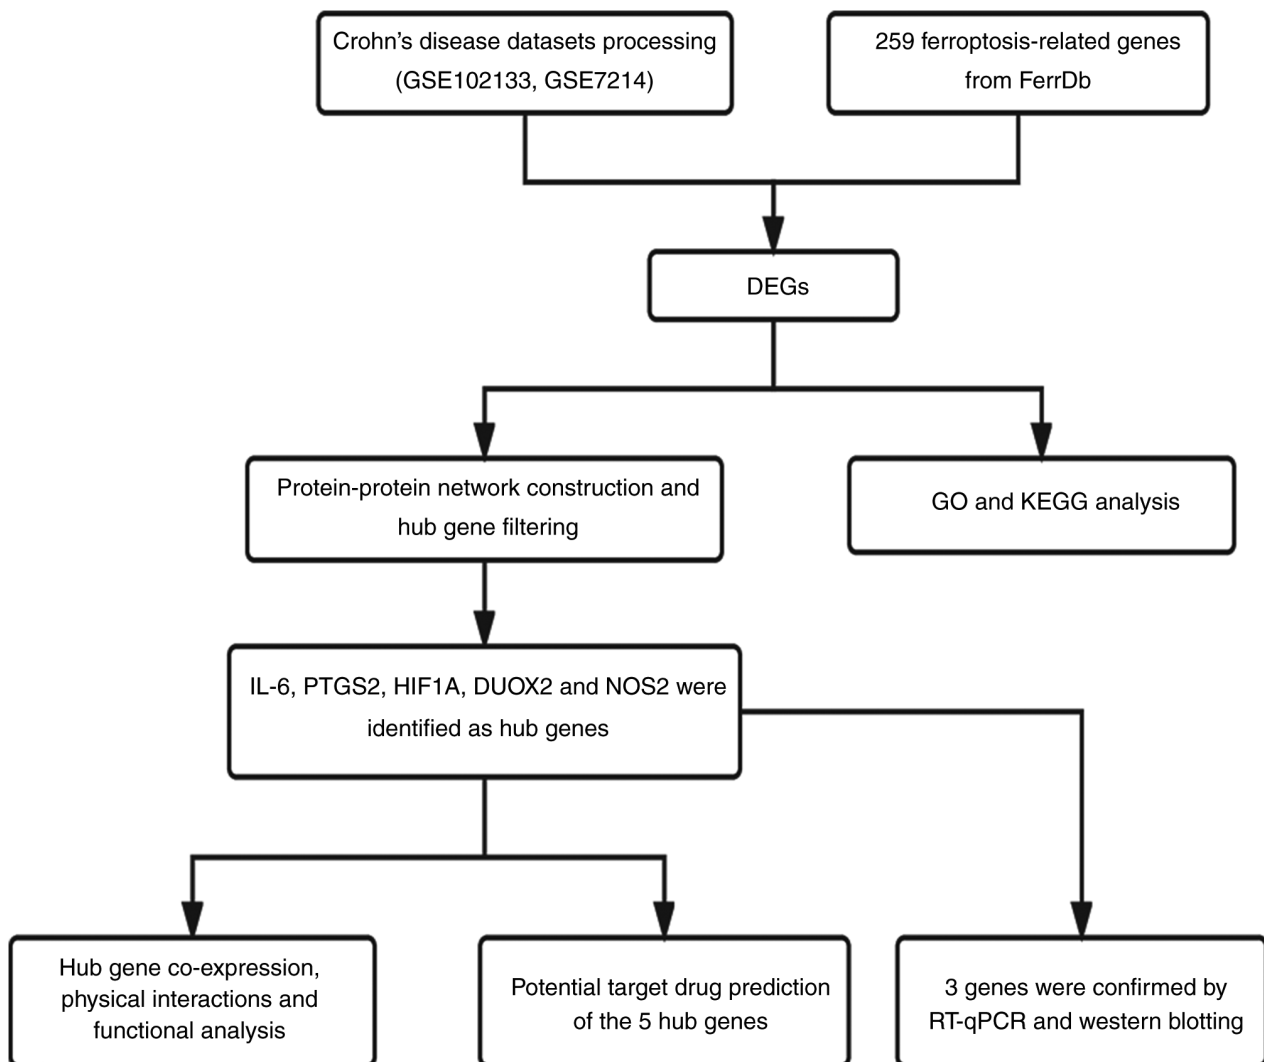 Crohn's disease datasets processing
(GSE102133, GSE7214)
259 ferroptosis-related genes
from FerrDb
DEGs
Protein-protein network construction and
hub gene filtering
GO and KEGG analysis
IL-6, PTGS2, HIF1A, DUOX2 and NOS2 were
identified as hub genes
Hub gene co-expression,
physical interactions and
functional analysis
Potential target drug prediction
of the 5 hub genes
3 genes were confirmed by
RT-qPCR and western blotting